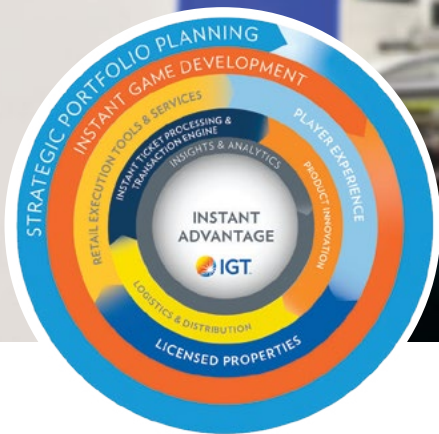 STRATEGIC PORTFOLIO PLANNING
INSTANT GAME DEVELOPMENT
RETAIL EXECUTION TOOLS & SERVICES
PLAYER EXPERIENCE
INSTANT TICKET PROCESSING &
TRANSACTION ENGINE
INSIGHTS & ANALYTICS
PRODUCT INNOVATION
INSTANT
ADVANTAGE
IGT
LOGISTICS & DISTRIBUTION
LICENSED PROPERTIES